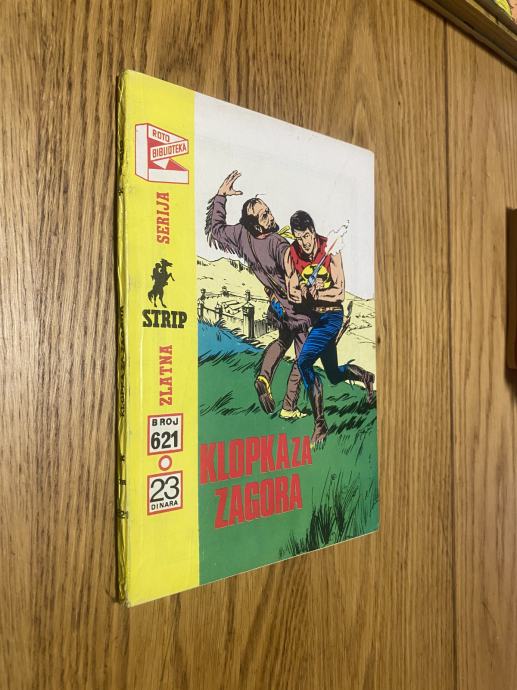 ROTO
BIBLIOTEKA
ZLATNA
STRIP
SERIJA
BROJ
621
23
DINARA
KLOPKA ZA
ZAGORA